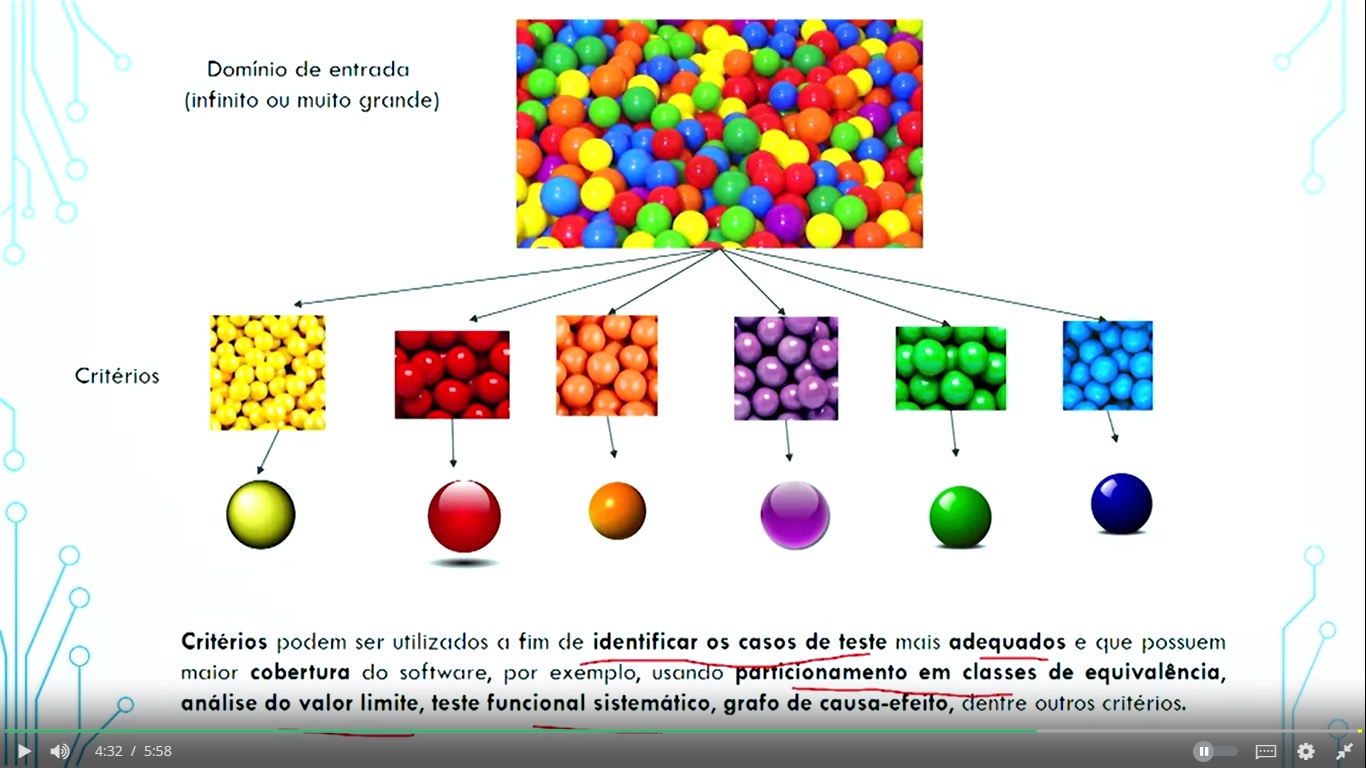 Domínio de entrada
(infinito ou muito grande)
Critérios
Critérios podem ser utilizados a fim de identificar os casos de teste mais adequados e que possuem
maior cobertura do software, por exemplo, usando particionamento em classes de equivalência,
análise do valor limite, teste funcional sistemático, grafo de causa-efeito, dentre outros critérios.
4:32 / 5:58